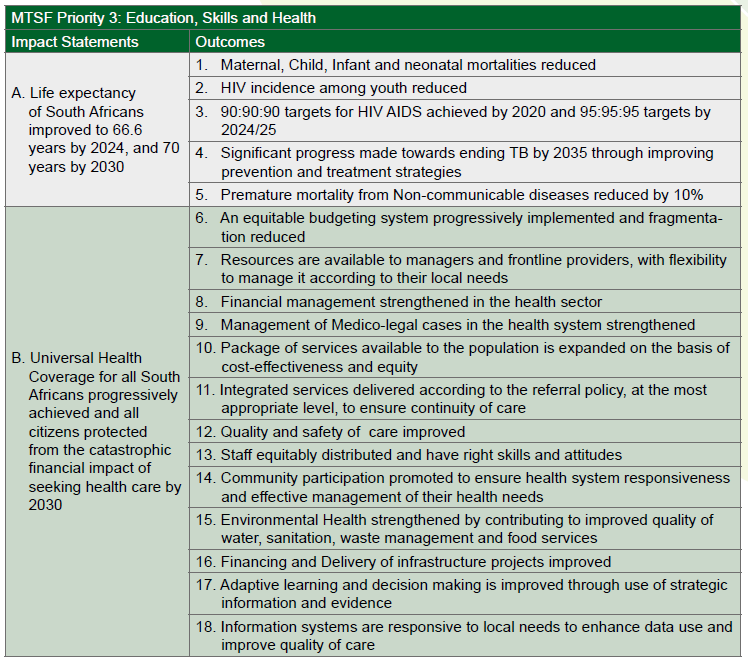 MTSF Priority 3: Education, Skills and Health
Impact Statements
Outcomes
A. Life expectancy
of South Africans
improved to 66.6
years by 2024, and 70
years by 2030
1. Maternal, Child, Infant and neonatal mortalities reduced
2. HIV incidence among youth reduced
3. 90:90:90 targets for HIV AIDS achieved by 2020 and 95:95:95 targets by
2024/25
4. Significant progress made towards ending TB by 2035 through improving
prevention and treatment strategies
5. Premature mortality from Non-communicable diseases reduced by 10%
B. Universal Health
Coverage for all South
Africans progressively
achieved and all
citizens protected
from the catastrophic
financial impact of
seeking health care by
2030
6. An equitable budgeting system progressively implemented and fragmenta-
tion reduced
7. Resources are available to managers and frontline providers, with flexibility
to manage it according to their local needs
8. Financial management strengthened in the health sector
9. Management of Medico-legal cases in the health system strengthened
10. Package of services available to the population is expanded on the basis of
cost-effectiveness and equity
11. Integrated services delivered according to the referral policy, at the most
appropriate level, to ensure continuity of care
12. Quality and safety of care improved
13. Staff equitably distributed and have right skills and attitudes
14. Community participation promoted to ensure health system responsiveness
and effective management of their health needs
15. Environmental Health strengthened by contributing to improved quality of
water, sanitation, waste management and food services
16. Financing and Delivery of infrastructure projects improved
17. Adaptive learning and decision making is improved through use of strategic
information and evidence
18. Information systems are responsive to local needs to enhance data use and
improve quality of care